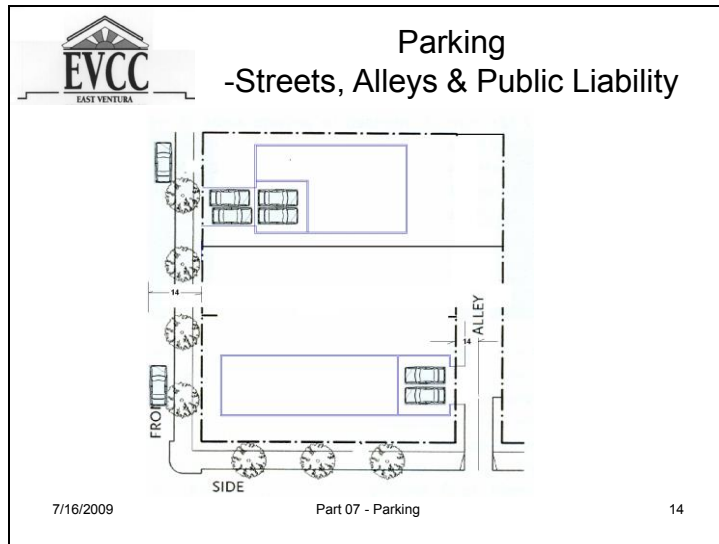 EVCC
EAST VENTURA
Parking
-Streets, Alleys & Public Liability
14
ALLEY
14
FRO
SIDE
7/16/2009
Part 07 - Parking
14